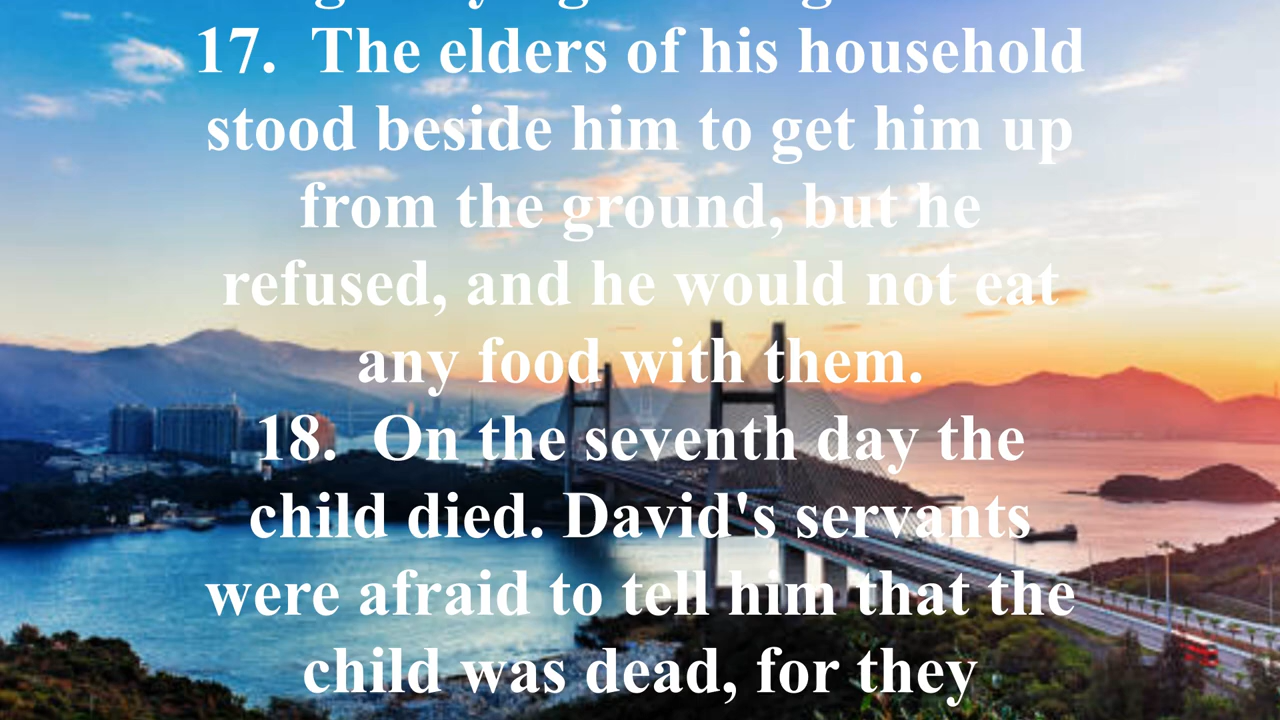 17. The elders of his household
stood beside him to get him up
from the ground, but he
refused, and he would not eat
any food with them.
18. On the seventh day the
child died. David's servants
were afraid to tell him that the
child was dead, for they